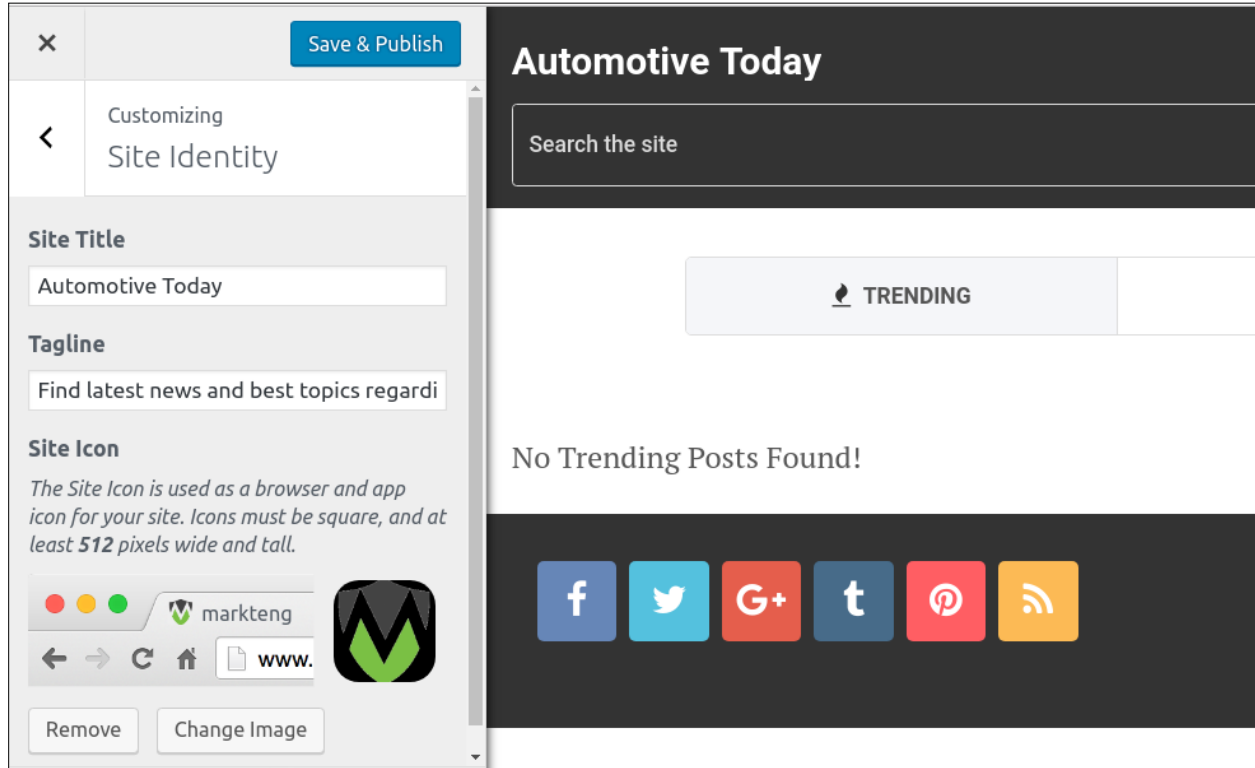 Save & Publish
Customizing
Site Identity
Site Title
Automotive Today
Tagline
Find latest news and best topics regardi
Site Icon
The Site Icon is used as a browser and app
icon for your site. Icons must be square, and at
least 512 pixels wide and tall.
markteng
www.
Remove
Change Image
Automotive Today
Search the site
TRENDING
No Trending Posts Found!
f
G+
t